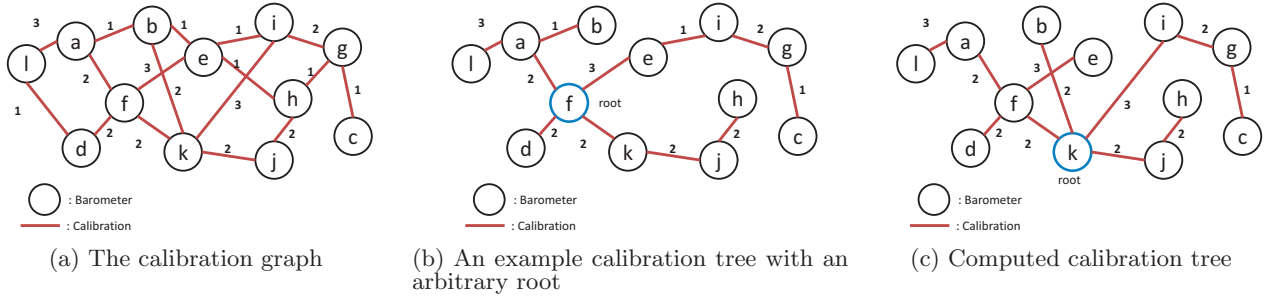 3
a
1
b
1
e
1
i
2
g
l
2
3
2
1
1
1
f
h
3
1
d
2
2
k
2
j
2
c
: Barometer
: Calibration
(a) The calibration graph
3
a
1
b
e
1
i
2
g
l
2
3
f
root
h
1
d
2
2
k
2
j
2
c
: Barometer
: Calibration
(b) An example calibration tree with an
arbitrary root
3
a
b
e
i
2
g
l
2
3
2
f
3
h
1
d
2
2
k
root
2
j
2
c
: Barometer
: Calibration
(c) Computed calibration tree